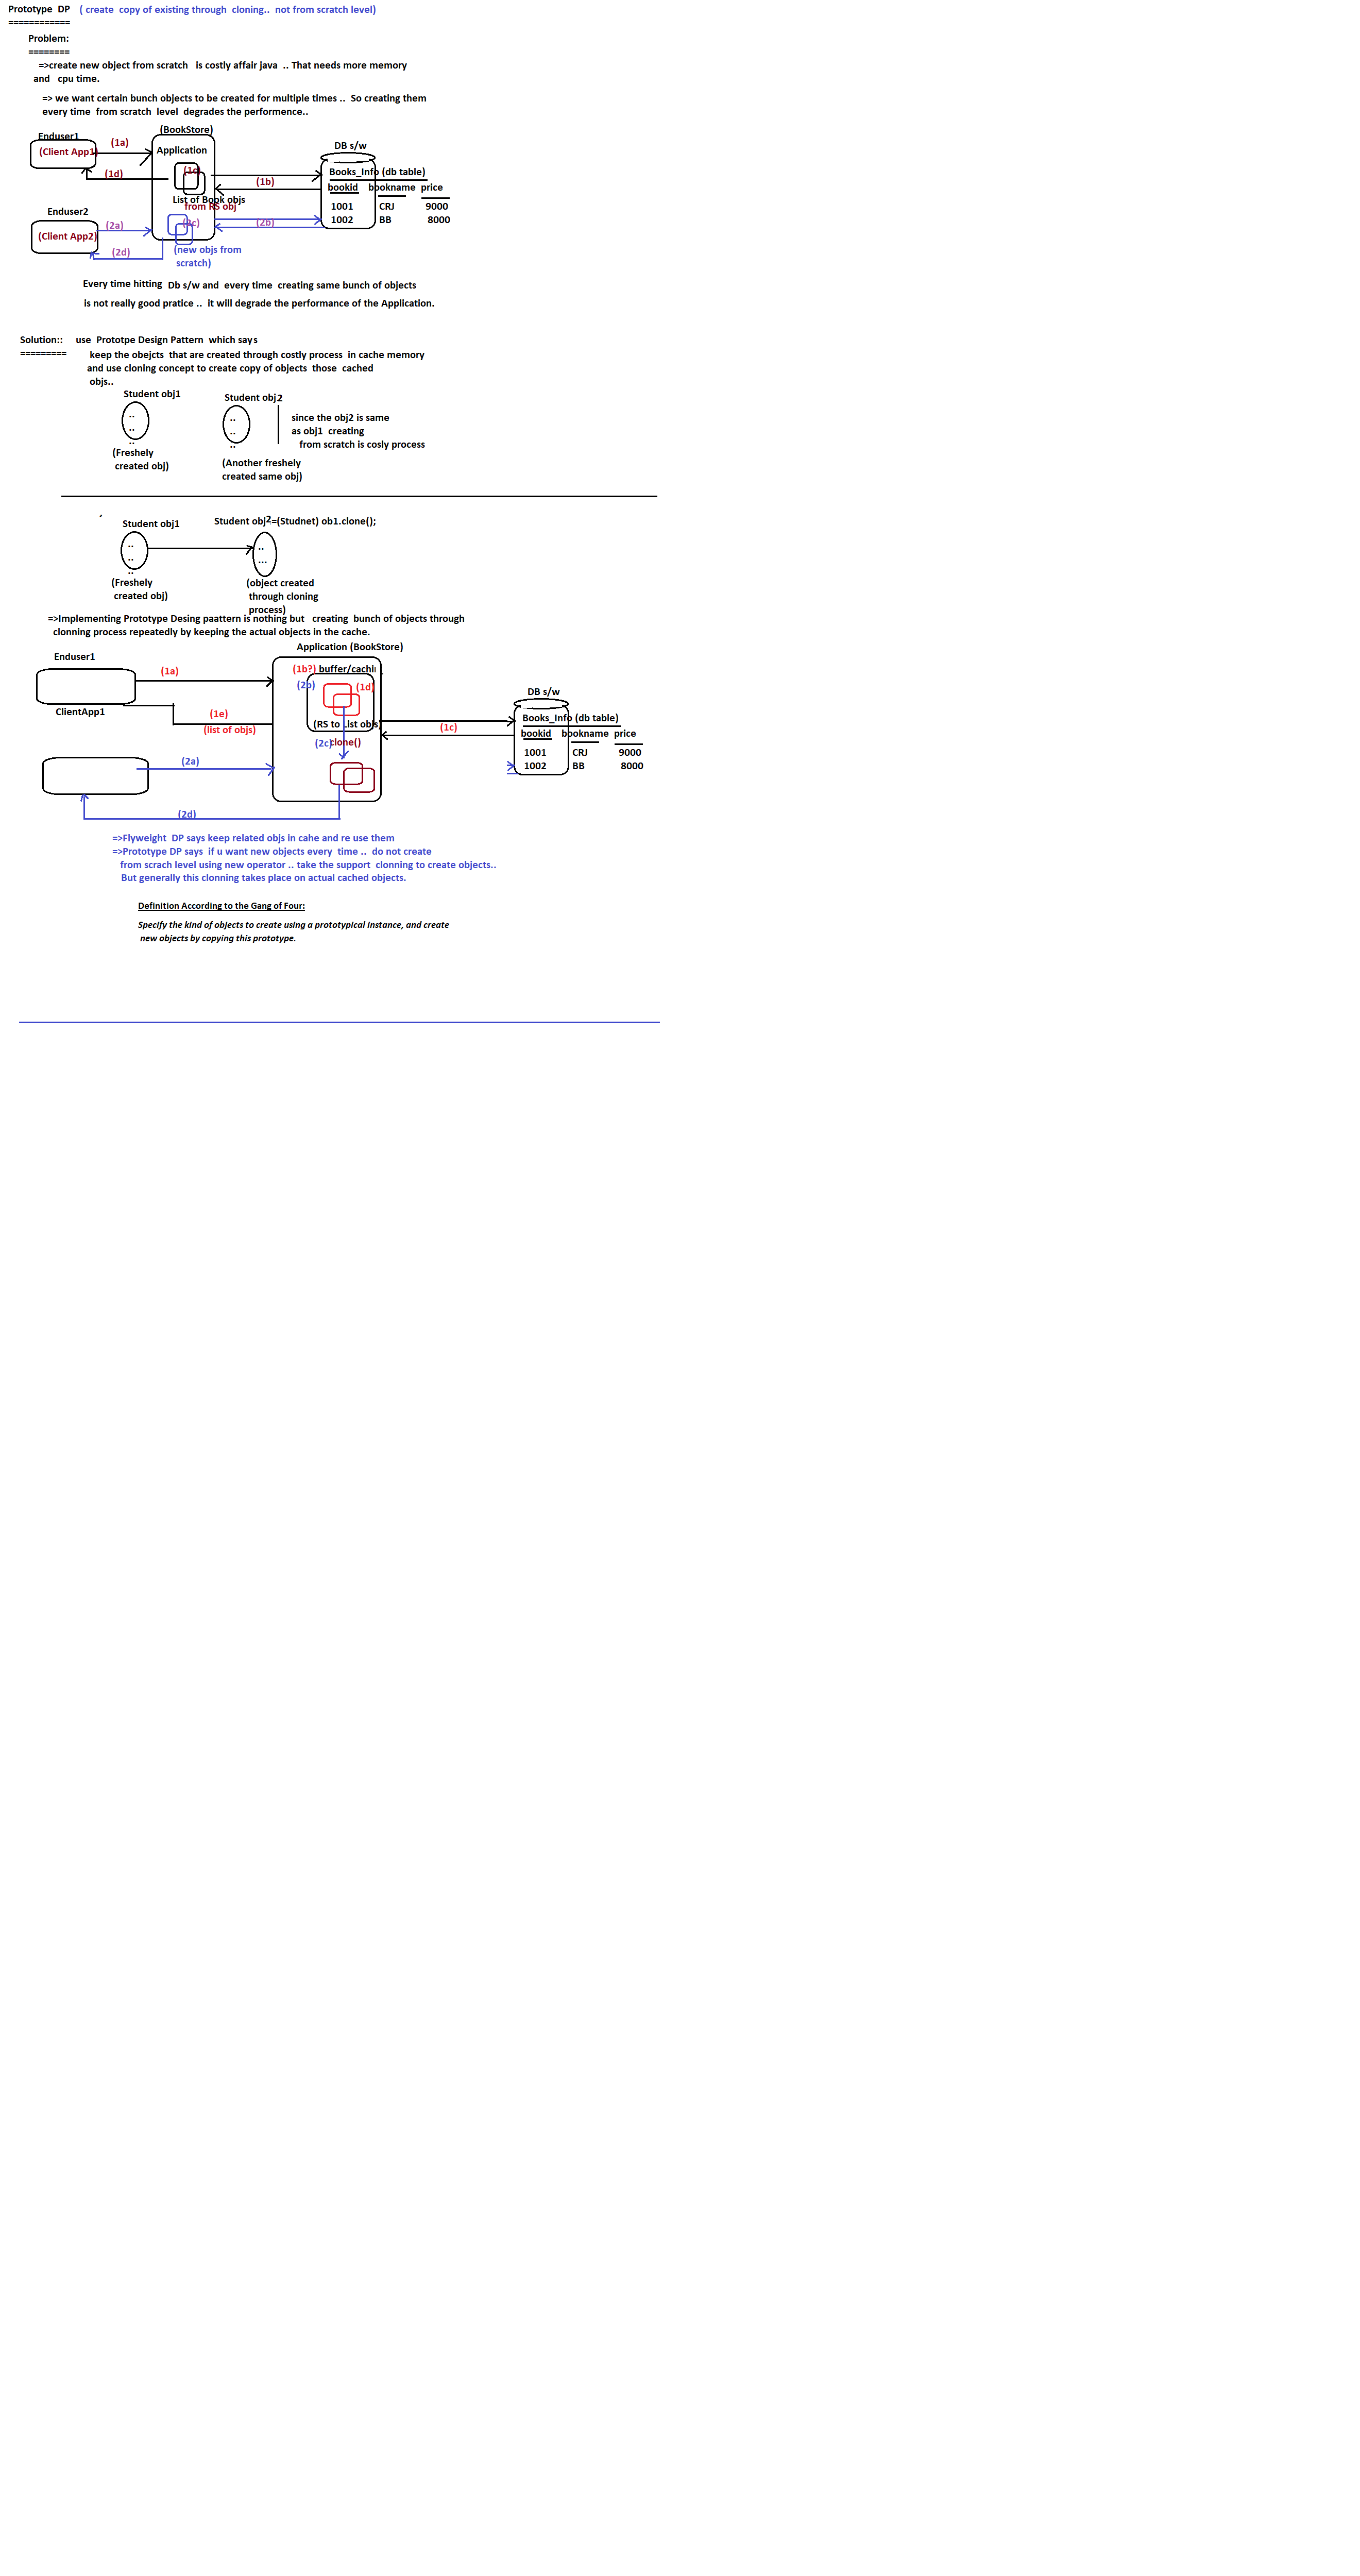 Prototype DP ( create copy of existing through cloning.. not from scratch level)
============
Problem:
========
=>create new object from scratch is costly affair java .. That needs more memory
and cpu time.
=> we want certain bunch objects to be created for multiple times .. So creating them
every time from scratch level degrades the performence..
(BookStore)
Enduser1
(1a)
(Client App1)
Application
DB s/w
(1c)
(1d)
(1b)
Books_Info (db table)
bookid bookname price
List of Book objs
from RS obj
1001 CRJ 9000
1002 BB 8000
Enduser2
(Client App2)
(2a)
(2c)
(2b)
(2d)
(new objs from
scratch)
Every time hitting Db s/w and every time creating same bunch of objects
is not really good pratice .. it will degrade the performance of the Application.
Solution:: use Prototpe Design Pattern which says
=========
keep the obejcts that are created through costly process in cache memory
and use cloning concept to create copy of objects those cached
objs..
Student obj1
Student obj2
..
..
..
..
..
..
since the obj2 is same
as obj1 creating
from scratch is cosly process
(Freshely
created obj)
(Another freshely
created same obj)
Student obj1
Student obj2=(Studnet) ob1.clone();
..
..
..
..
...
(Freshely
created obj)
(object created
through cloning
process)
=>Implementing Prototype Desing paattern is nothing but creating bunch of objects through
clonning process repeatedly by keeping the actual objects in the cache.
Application (BookStore)
Enduser1
(1a)
(1b?) buffer/cachi
(2b)
(1d)
ClientApp1
(1e)
(list of objs)
(RS to List objs)
(2c)
clone()
(1c)
DB s/w
Books_Info (db table)
bookid bookname price
1001 CRJ 9000
1002 BB 8000
(2a)
(2d)
=>Flyweight DP says keep related objs in cahe and re use them
=>Prototype DP says if u want new objects every time .. do not create
from scrach level using new operator .. take the support clonning to create objects..
But generally this clonning takes place on actual cached objects.
Definition According to the Gang of Four:
Specify the kind of objects to create using a prototypical instance, and create
new objects by copying this prototype.